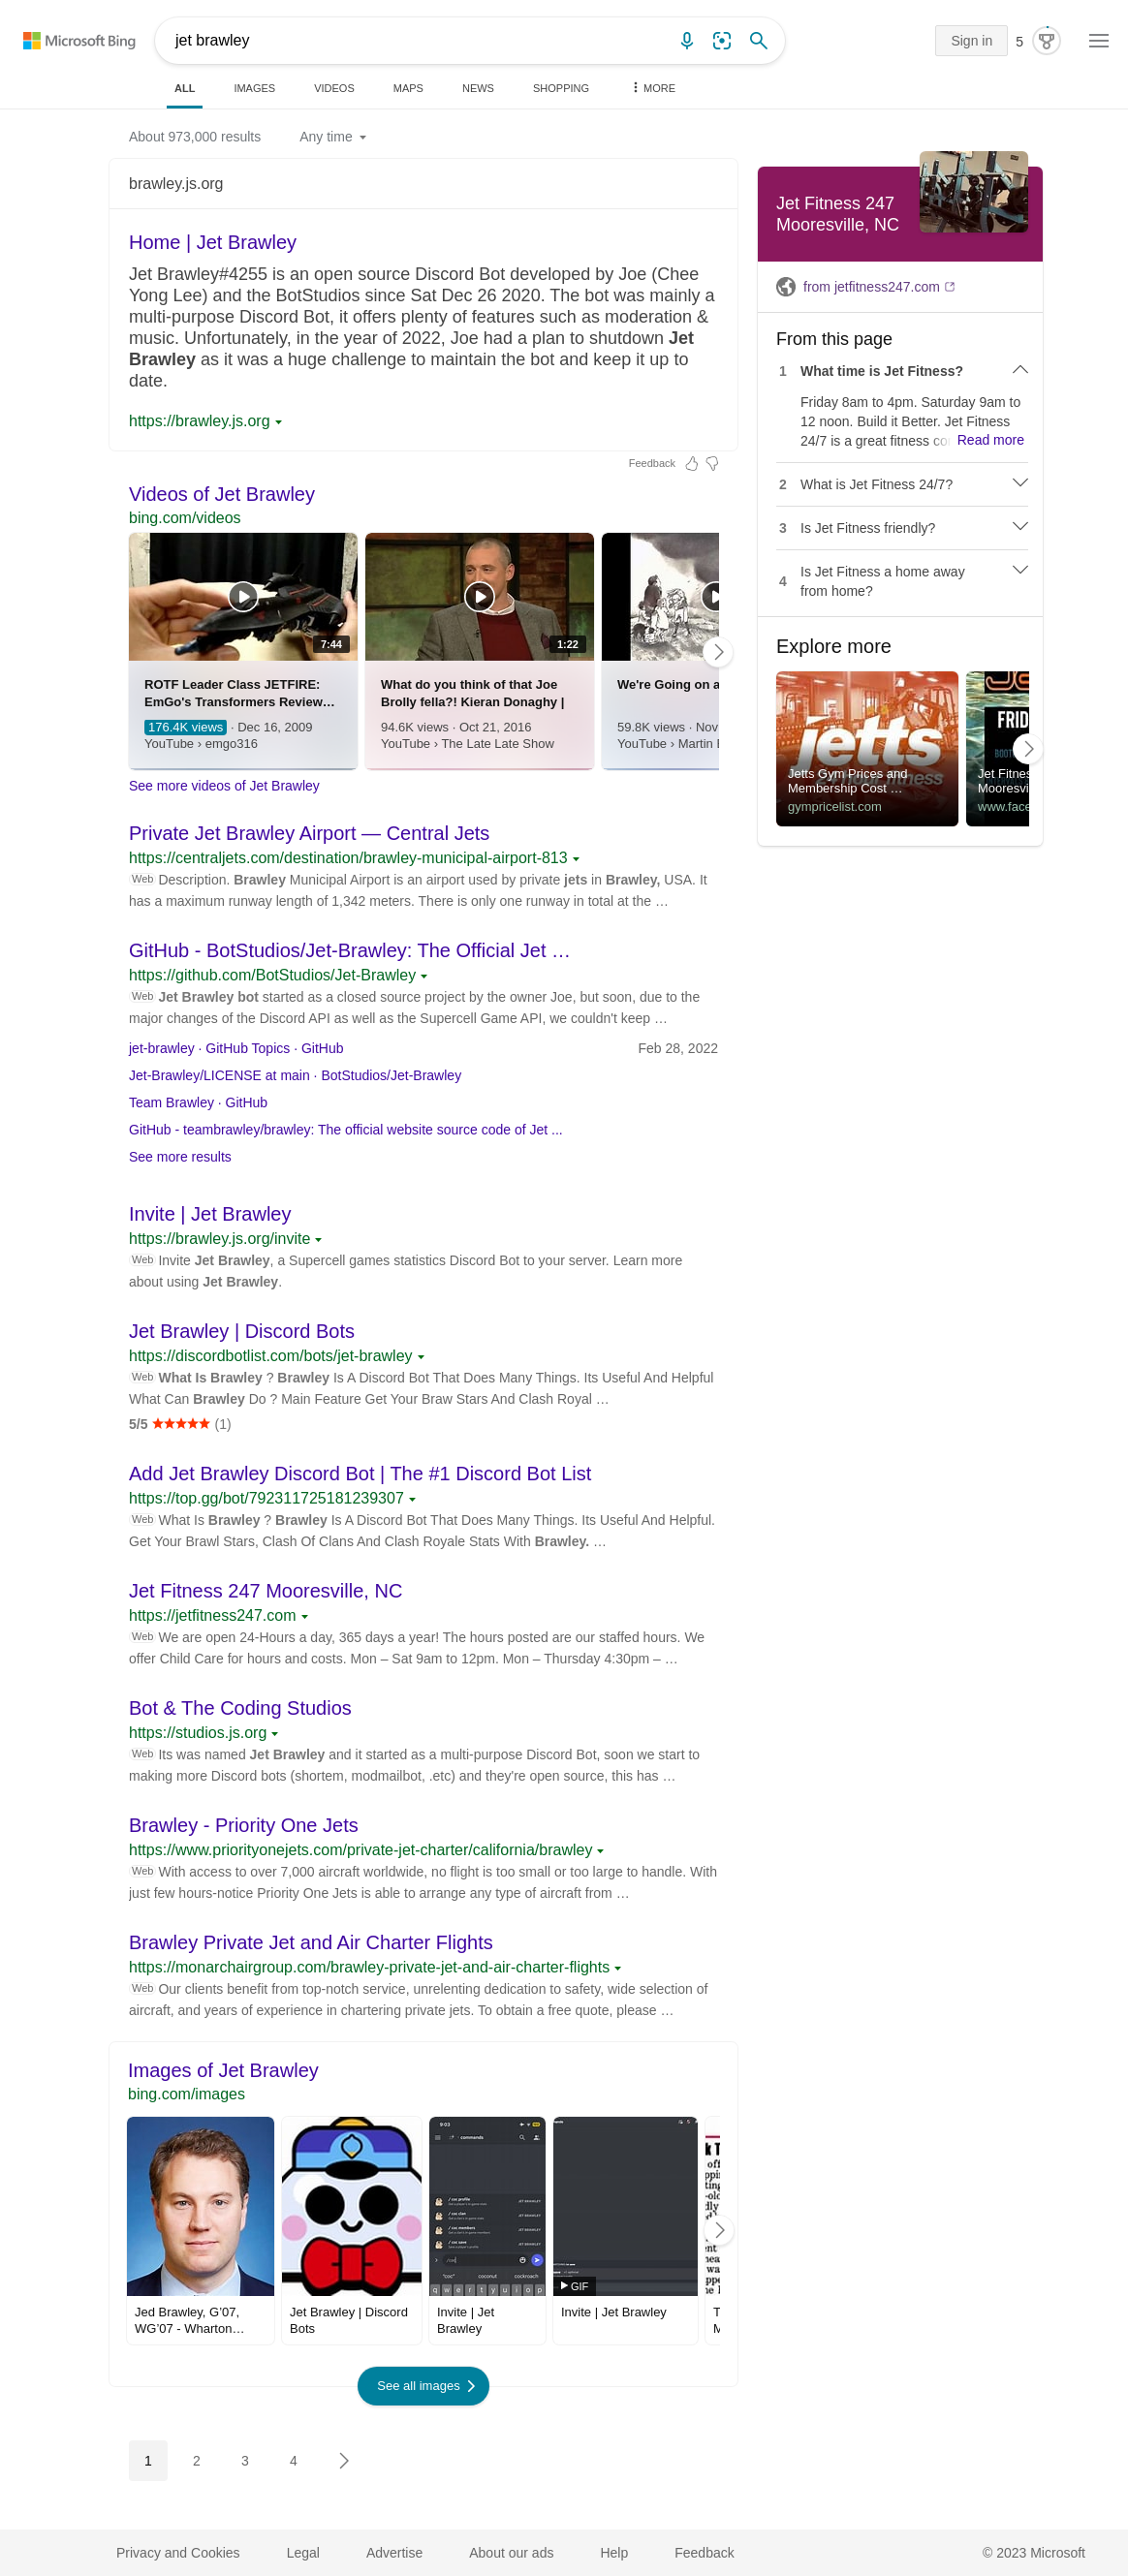 Microsoft Bing
jet brawley
Sign in
5
ALL
IMAGES
VIDEOS
MAPS
NEWS
SHOPPING
MORE
About 973,000 results
Any time
brawley.js.org
Home | Jet Brawley
Jet Brawley#4255 is an open source Discord Bot developed by Joe (Chee
Yong Lee) and the BotStudios since Sat Dec 26 2020. The bot was mainly a
multi-purpose Discord Bot, it offers plenty of features such as moderation &
music. Unfortunately, in the year of 2022, Joe had a plan to shutdown Jet
Brawley as it was a huge challenge to maintain the bot and keep it up to
date.
https://brawley.js.org
Feedback
Videos of Jet Brawley
bing.com/videos
7:44
ROTF Leader Class JETFIRE:
EmGo's Transformers Review…
176.4K views · Dec 16, 2009
YouTube › emgo316
1:22
What do you think of that Joe
Brolly fella?! Kieran Donaghy |
94.6K views · Oct 21, 2016
YouTube › The Late Late Show
We're Going on a
59.8K views · Nov
YouTube › Martin
See more videos of Jet Brawley
Private Jet Brawley Airport — Central Jets
https://centraljets.com/destination/brawley-municipal-airport-813
Web Description. Brawley Municipal Airport is an airport used by private jets in Brawley, USA. It
has a maximum runway length of 1,342 meters. There is only one runway in total at the …
GitHub - BotStudios/Jet-Brawley: The Official Jet …
https://github.com/BotStudios/Jet-Brawley
Web Jet Brawley bot started as a closed source project by the owner Joe, but soon, due to the
major changes of the Discord API as well as the Supercell Game API, we couldn't keep …
jet-brawley · GitHub Topics · GitHub
Feb 28, 2022
Jet-Brawley/LICENSE at main · BotStudios/Jet-Brawley
Team Brawley · GitHub
GitHub - teambrawley/brawley: The official website source code of Jet ...
See more results
Invite | Jet Brawley
https://brawley.js.org/invite
Web Invite Jet Brawley, a Supercell games statistics Discord Bot to your server. Learn more
about using Jet Brawley.
Jet Brawley | Discord Bots
https://discordbotlist.com/bots/jet-brawley
Web What Is Brawley ? Brawley Is A Discord Bot That Does Many Things. Its Useful And Helpful
What Can Brawley Do ? Main Feature Get Your Braw Stars And Clash Royal …
5/5 ★★★★★ (1)
Add Jet Brawley Discord Bot | The #1 Discord Bot List
https://top.gg/bot/792311725181239307
Web What Is Brawley ? Brawley Is A Discord Bot That Does Many Things. Its Useful And Helpful.
Get Your Brawl Stars, Clash Of Clans And Clash Royale Stats With Brawley. …
Jet Fitness 247 Mooresville, NC
https://jetfitness247.com
Web We are open 24-Hours a day, 365 days a year! The hours posted are our staffed hours. We
offer Child Care for hours and costs. Mon – Sat 9am to 12pm. Mon – Thursday 4:30pm – …
Bot & The Coding Studios
https://studios.js.org
Web Its was named Jet Brawley and it started as a multi-purpose Discord Bot, soon we start to
making more Discord bots (shortem, modmailbot, .etc) and they're open source, this has …
Brawley - Priority One Jets
https://www.priorityonejets.com/private-jet-charter/california/brawley
Web With access to over 7,000 aircraft worldwide, no flight is too small or too large to handle. With
just few hours-notice Priority One Jets is able to arrange any type of aircraft from …
Brawley Private Jet and Air Charter Flights
https://monarchairgroup.com/brawley-private-jet-and-air-charter-flights
Web Our clients benefit from top-notch service, unrelenting dedication to safety, wide selection of
aircraft, and years of experience in chartering private jets. To obtain a free quote, please …
Images of Jet Brawley
bing.com/images
9:03
commands
GIF
Jed Brawley, G'07,
WG'07 - Wharton…
Jet Brawley | Discord
Bots
Invite | Jet
Brawley
Invite | Jet Brawley
See all images
1
2
3
4
Jet Fitness 247
Mooresville, NC
from jetfitness247.com
From this page
1 What time is Jet Fitness?
Friday 8am to 4pm. Saturday 9am to
12 noon. Build it Better. Jet Fitness
24/7 is a great fitness Read more
2 What is Jet Fitness 24/7?
3 Is Jet Fitness friendly?
4 Is Jet Fitness a home away
from home?
Explore more
jetts
24 hour fitness
Jetts Gym Prices and
Membership Cost …
gympricelist.com
FRID
Jet Fitnes
Mooresvi
www.face
Privacy and Cookies
Legal
Advertise
About our ads
Help
Feedback
© 2023 Microsoft